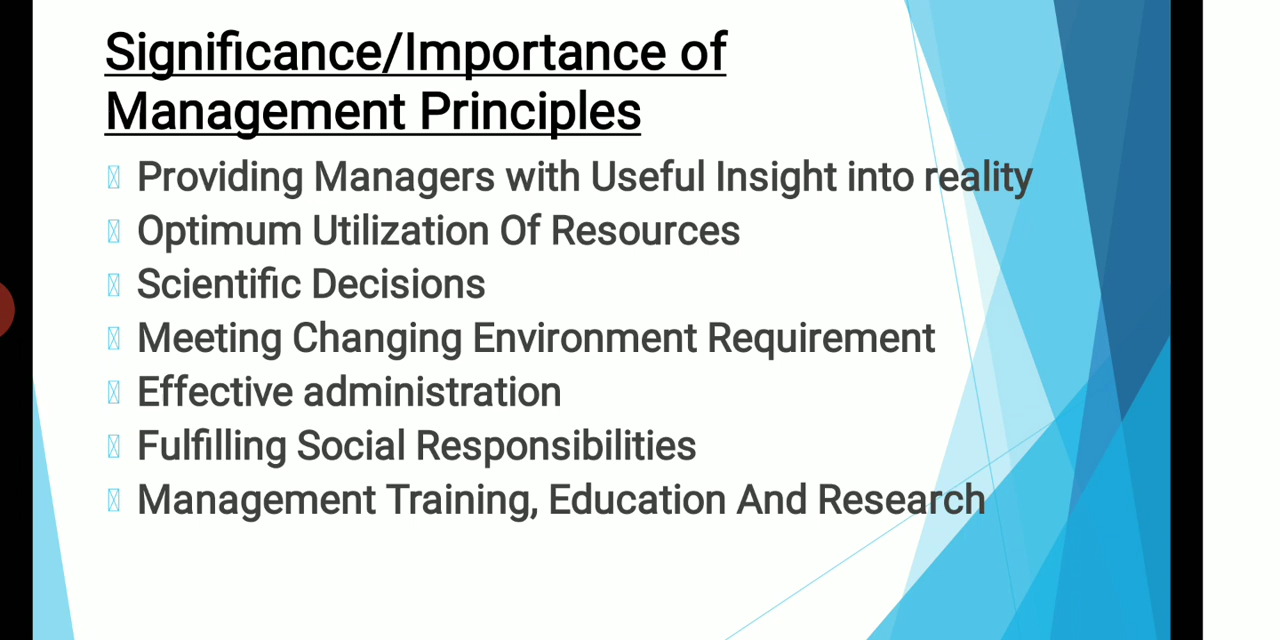 Significance/Importance of
Management Principles
Providing Managers with Useful Insight into reality
Optimum Utilization Of Resources
Scientific Decisions
Meeting Changing Environment Requirement
Effective administration
Fulfilling Social Responsibilities
Management Training, Education And Research